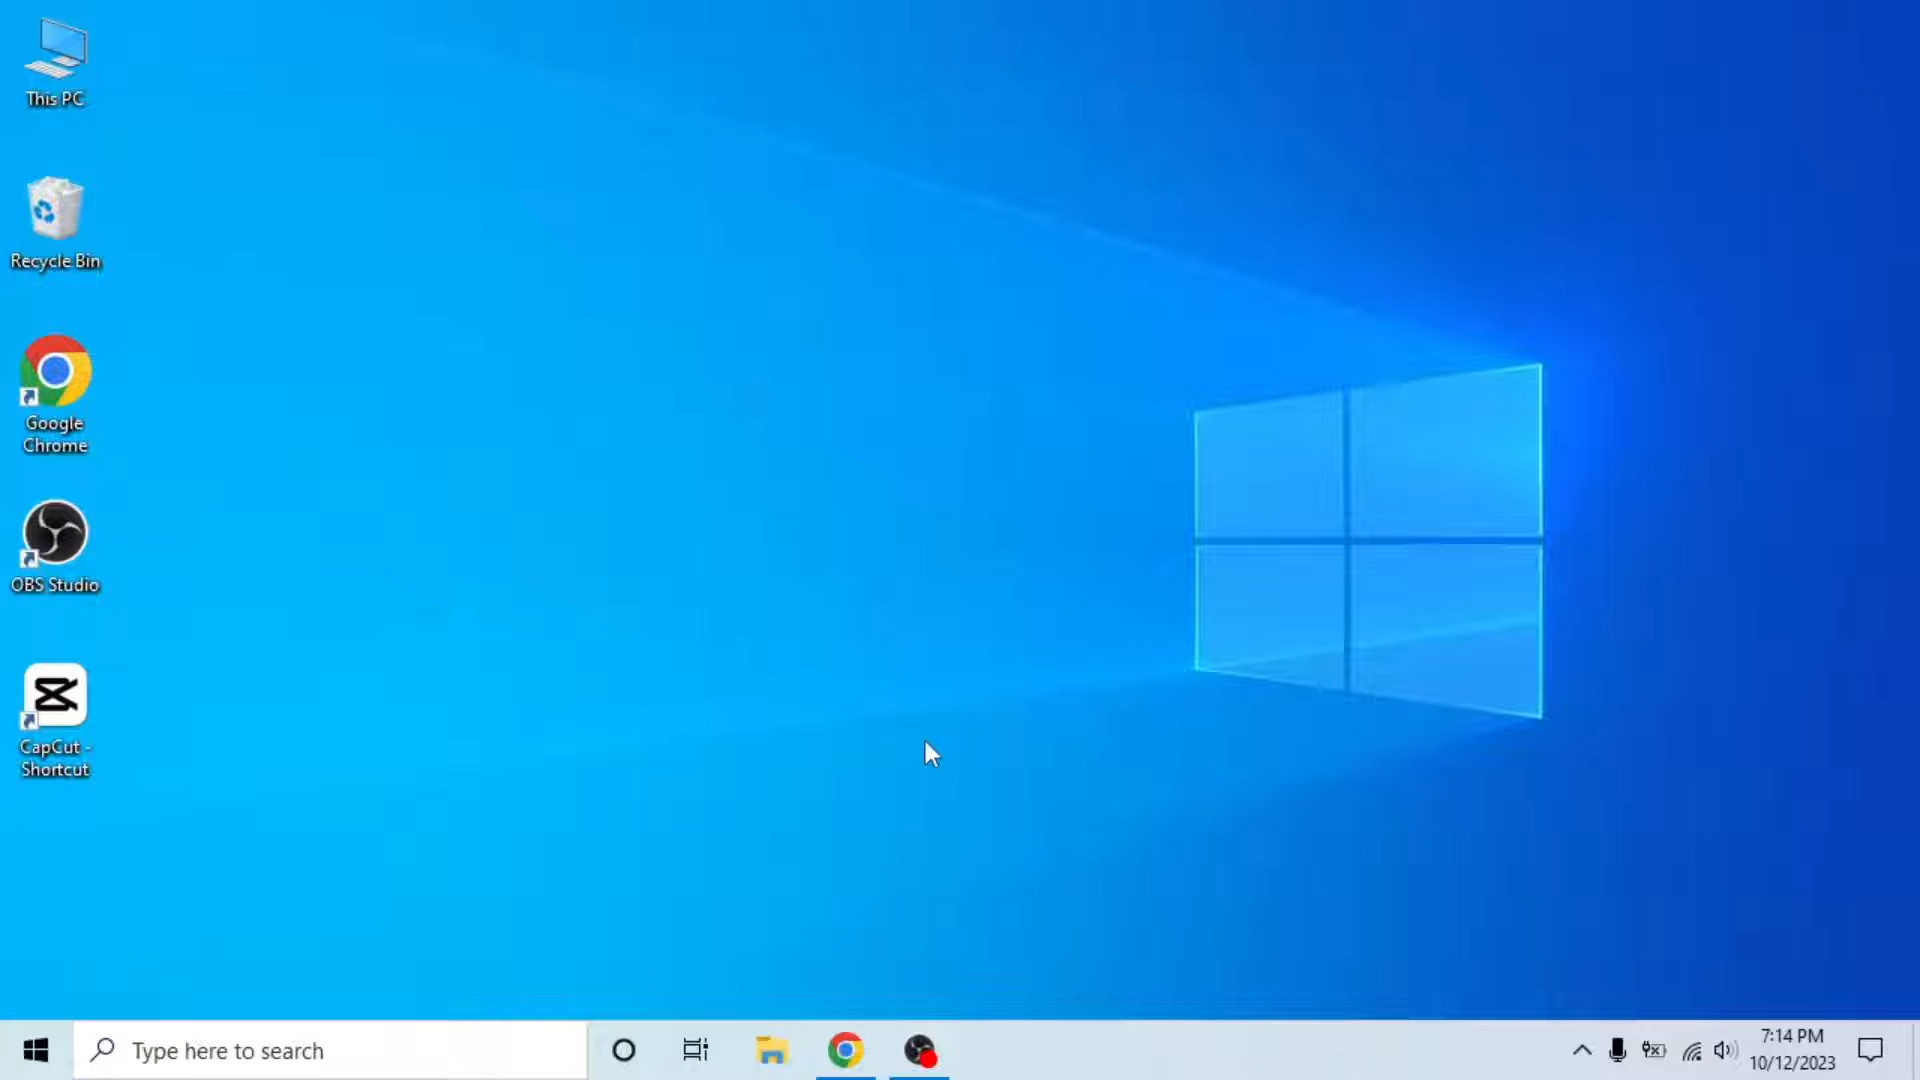 This PC
Recycle Bin
Google
Chrome
OBS Studio
CapCut -
Shortcut
Type here to search
7:14 PM
10/12/2023